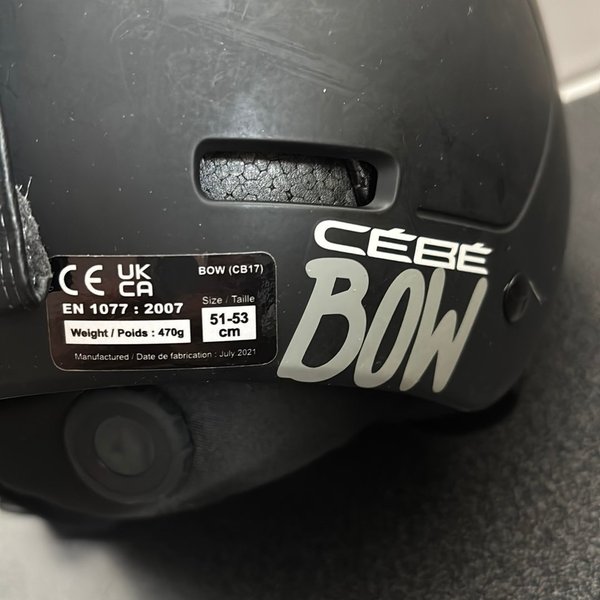 CE UK CA BOW (CB17)
EN 1077 : 2007
Size / Taille
51-53 cm
Weight / Poids : 470g
Manufactured / Date de fabrication : July.2021
CÉBÉ
BOW